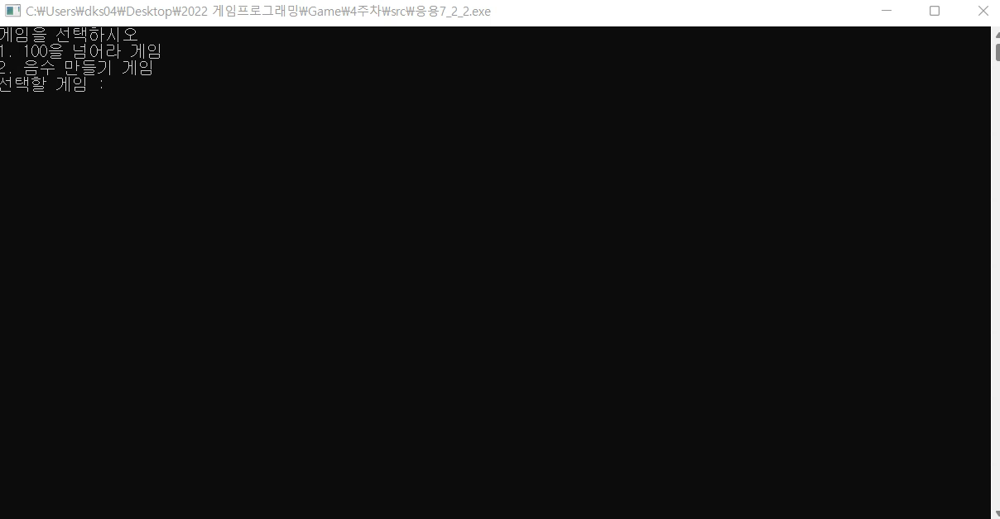 C:₩Users₩dks04₩Desktop₩2022 게임프로그래밍₩Game₩4주차₩src₩응용7_2_2.exe
게임을 선택하시오
1. 100을 넘어라 게임
2. 음수 만들기 게임
선택할 게임 :